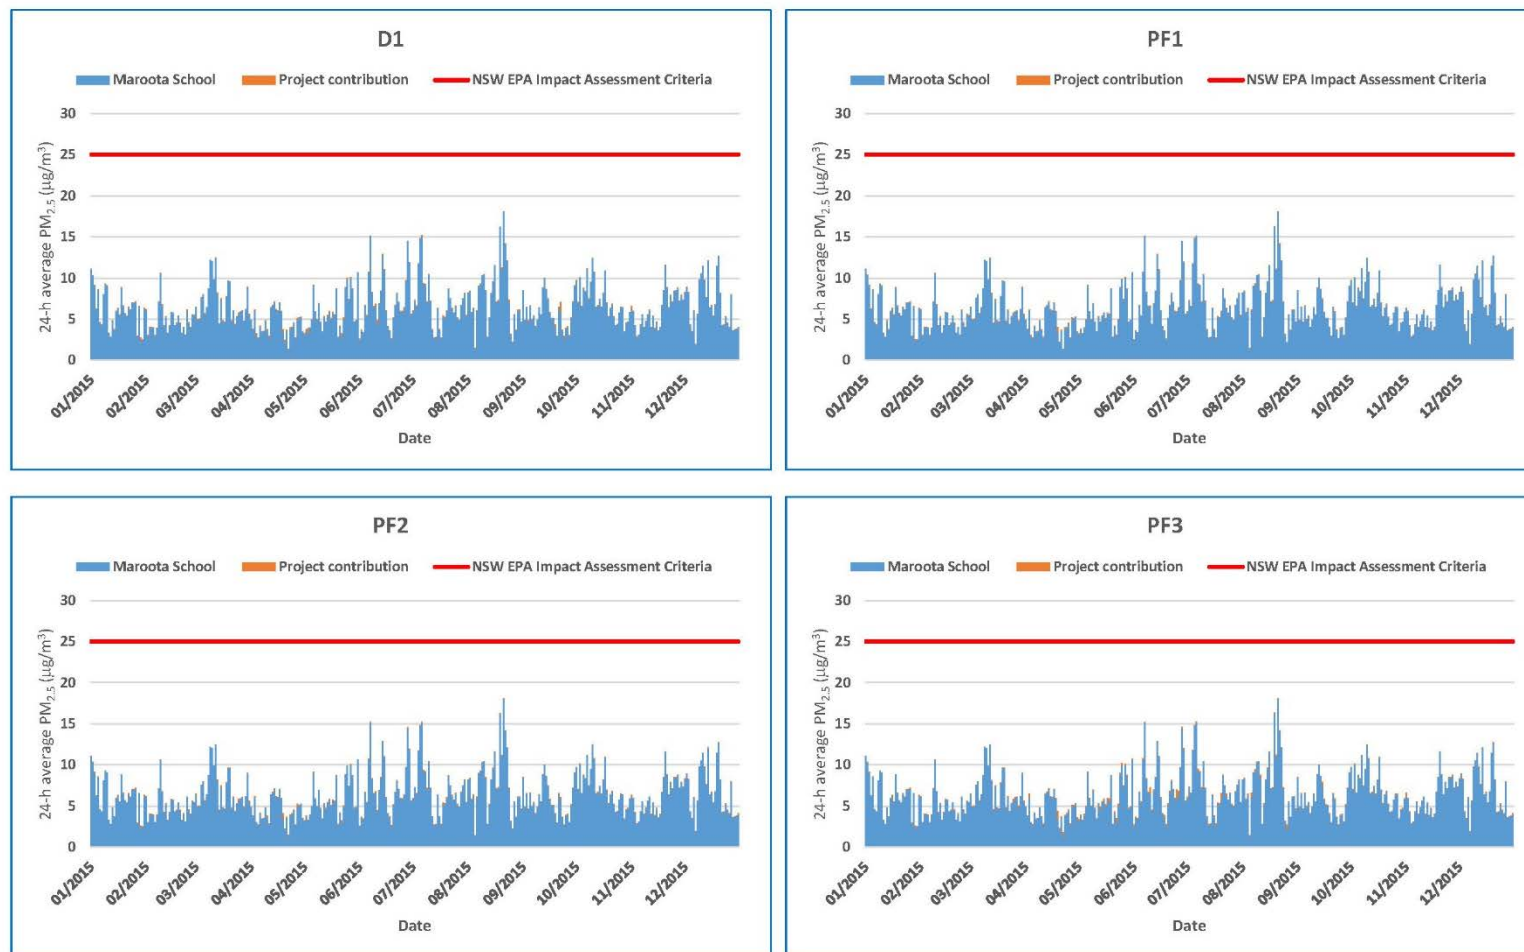 D1
Maroota School Project contribution NSW EPA Impact Assessment Criteria
24-h average PM2.5 (µg/m³)
30
25
20
15
10
5
0
01/2015 02/2015 03/2015 04/2015 05/2015 06/2015 07/2015 08/2015 09/2015 10/2015 11/2015 12/2015
Date
PF1
Maroota School Project contribution NSW EPA Impact Assessment Criteria
24-h average PM2.5 (µg/m³)
30
25
20
15
10
5
0
01/2015 02/2015 03/2015 04/2015 05/2015 06/2015 07/2015 08/2015 09/2015 10/2015 11/2015 12/2015
Date
PF2
Maroota School Project contribution NSW EPA Impact Assessment Criteria
24-h average PM2.5 (µg/m³)
30
25
20
15
10
5
0
01/2015 02/2015 03/2015 04/2015 05/2015 06/2015 07/2015 08/2015 09/2015 10/2015 11/2015 12/2015
Date
PF3
Maroota School Project contribution NSW EPA Impact Assessment Criteria
24-h average PM2.5 (µg/m³)
30
25
20
15
10
5
0
01/2015 02/2015 03/2015 04/2015 05/2015 06/2015 07/2015 08/2015 09/2015 10/2015 11/2015 12/2015
Date